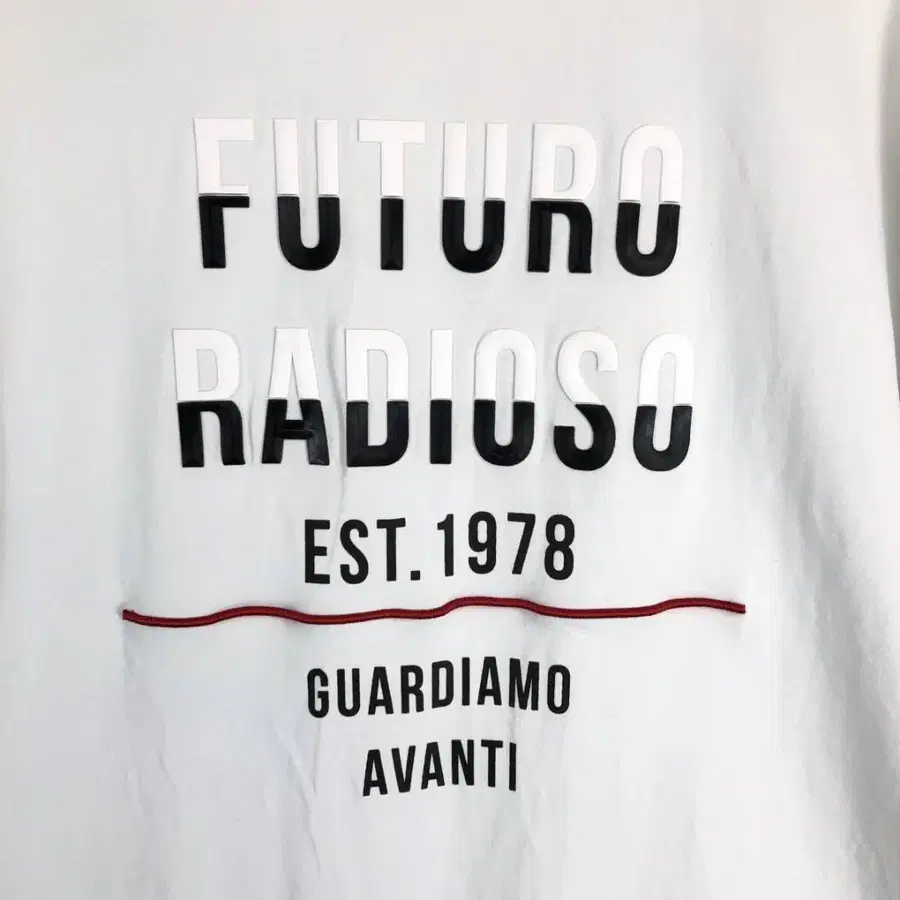 FUTURO
RADIOSO
EST. 1978
GUARDIAMO
AVANTI